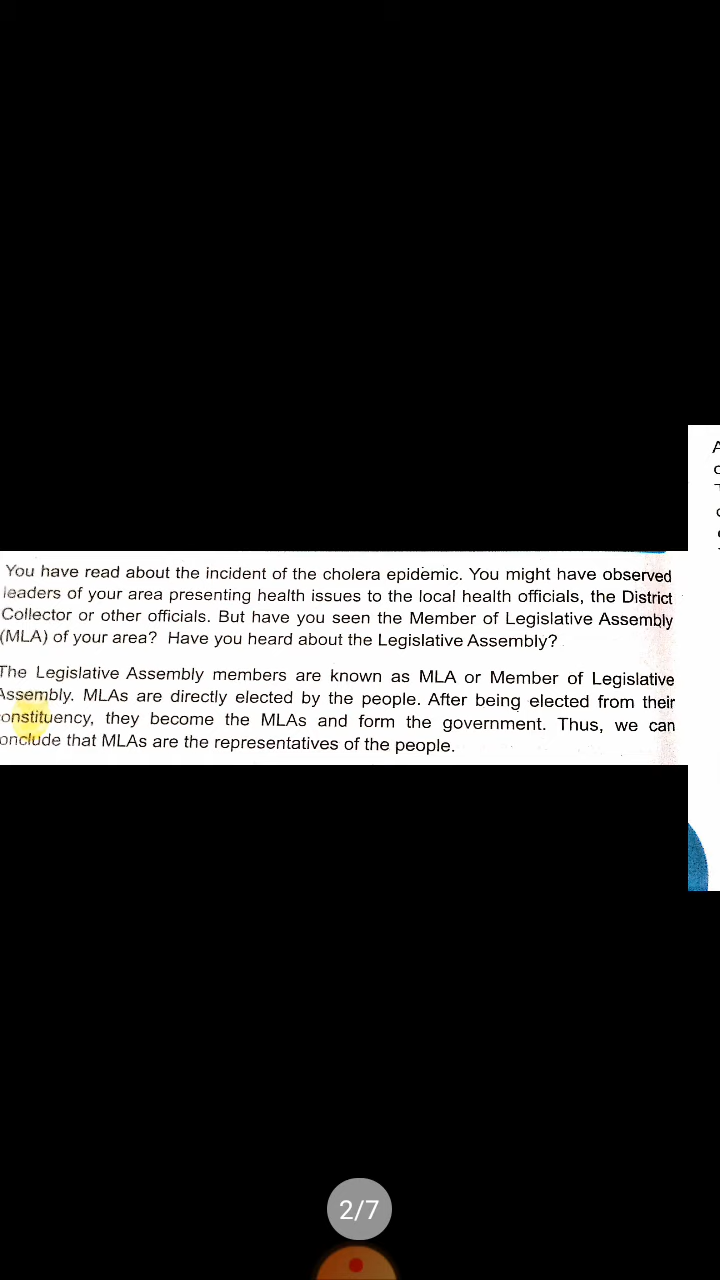 You have read about the incident of the cholera epidemic. You might have observed
leaders of your area presenting health issues to the local health officials, the District
Collector or other officials. But have you seen the Member of Legislative Assembly
(MLA) of your area? Have you heard about the Legislative Assembly?
The Legislative Assembly members are known as MLA or Member of Legislative
Assembly. MLAs are directly elected by the people. After being elected from their
onstituency, they become the MLAs and form the government. Thus, we can
onclude that MLAs are the representatives of the people.
2/7